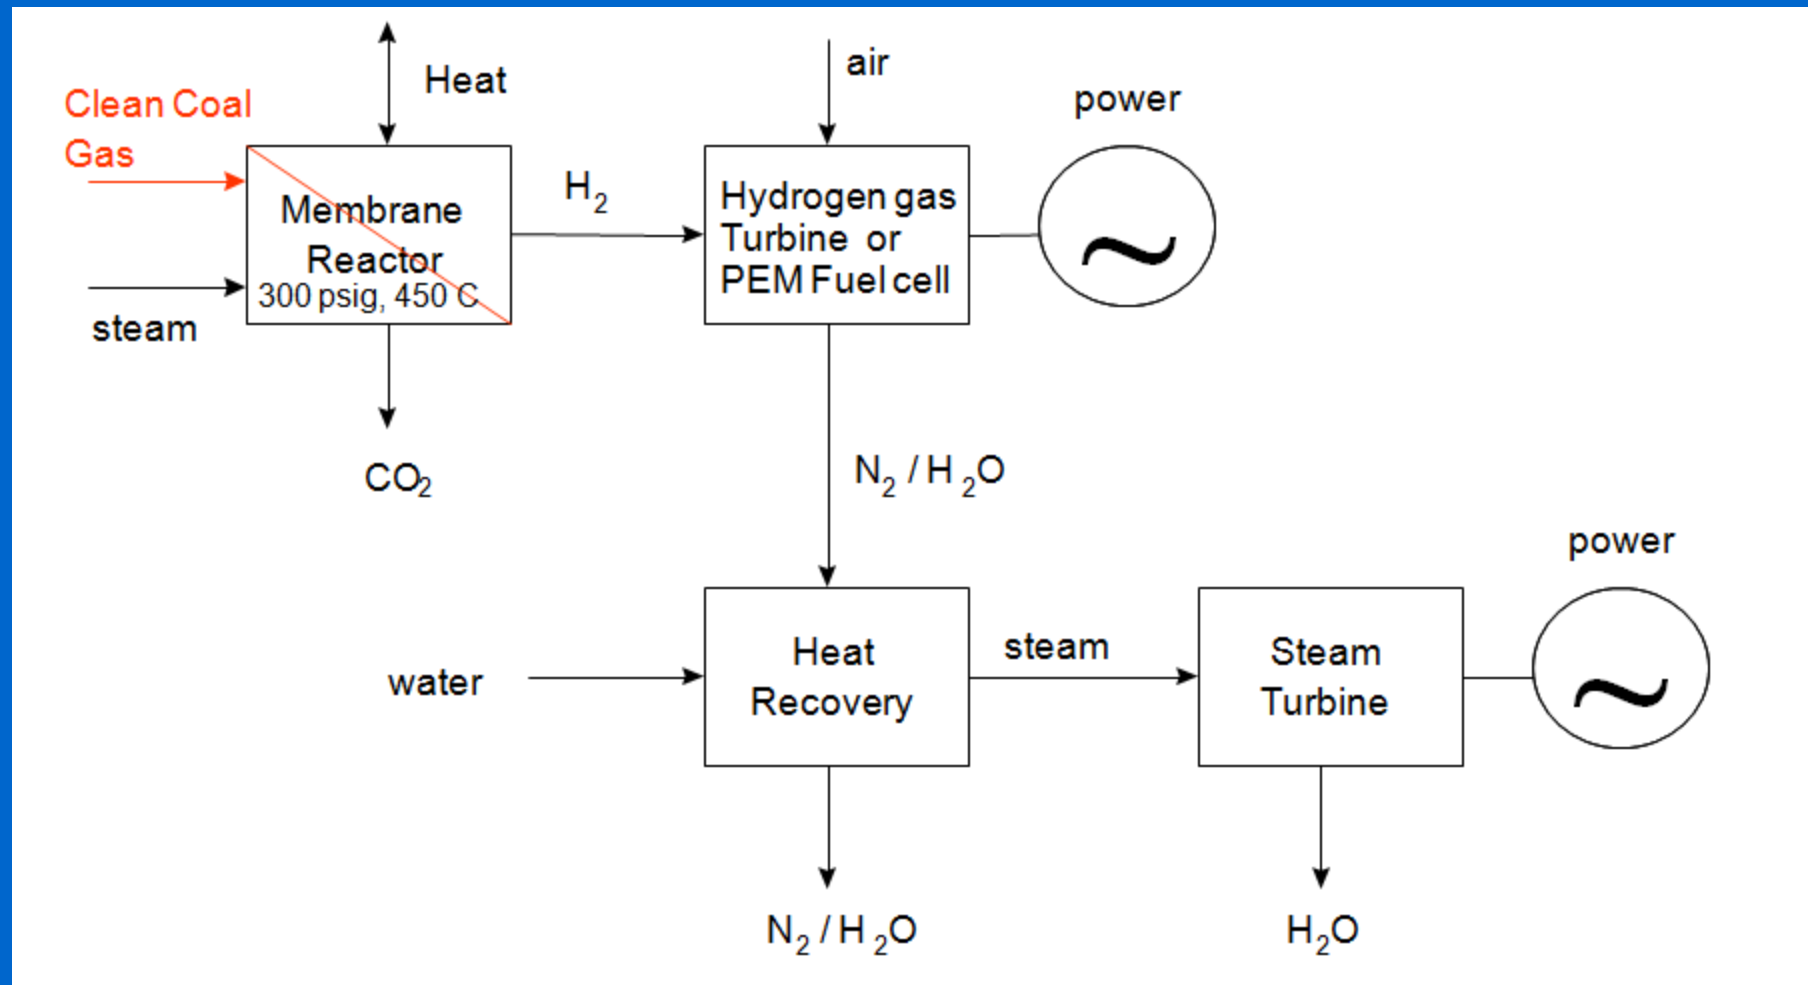 Heat
Clean Coal
Gas
steam
Membrane
Reactor
300 psig, 450 C
CO2
H2
air
Hydrogen gas
Turbine or
PEM Fuel cell
power
~
N2 / H2O
water
Heat
Recovery
steam
Steam
Turbine
power
~
N2 / H2O
H2O